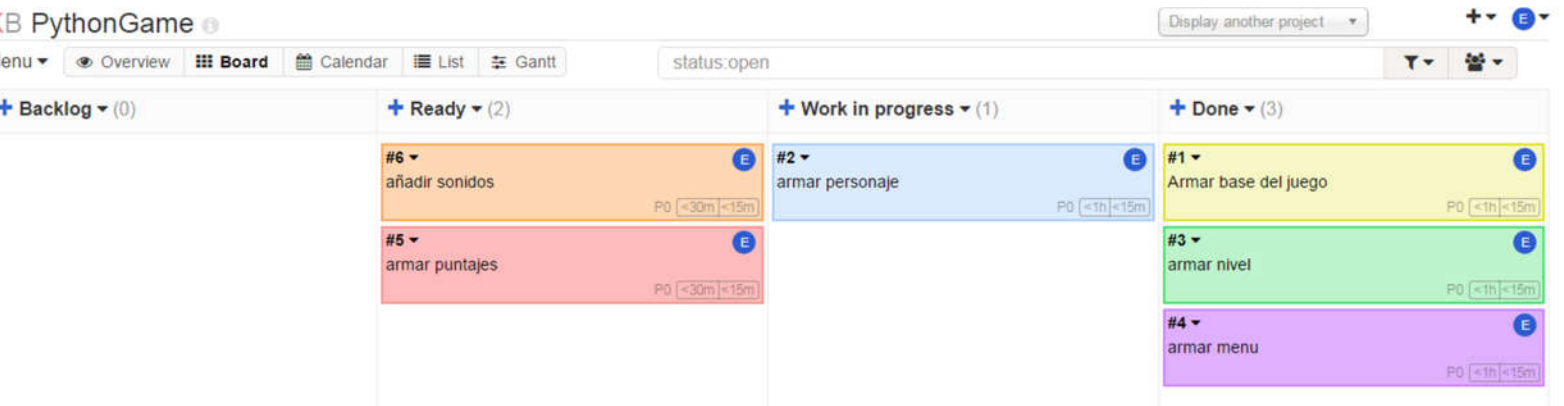 KB PythonGame
Display another project
E
enu Overview Board Calendar List Gantt
status:open
Backlog (0)
Ready (2)
Work in progress (1)
Done (3)
#6
E
añadir sonidos
P0 <30m <15m
#5
E
armar puntajes
P0 <30m <15m
#2
E
armar personaje
P0 <1h <15m
#1
E
Armar base del juego
P0 <1h <15m
#3
E
armar nivel
P0 <1h <15m
#4
E
armar menu
P0 <1h <15m